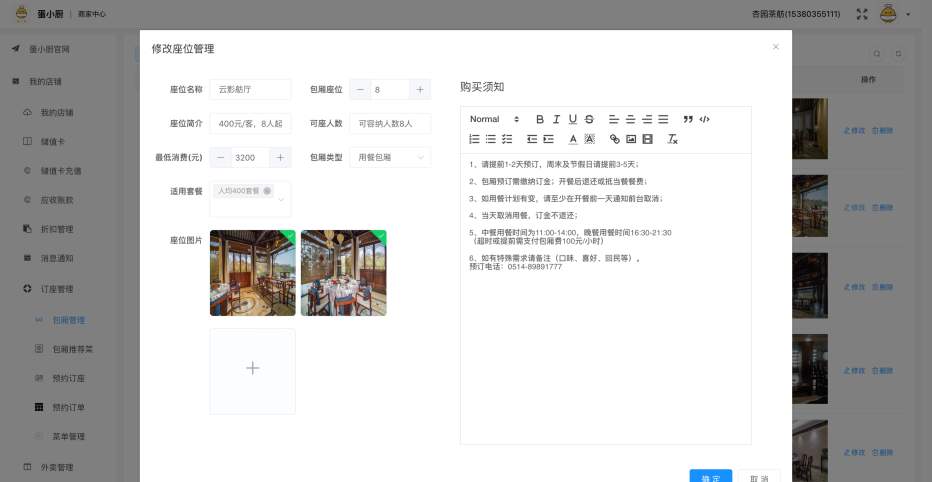 蛋小厨 商家中心
杏园茶舫(15380355111)
蛋小厨官网
我的店铺
我的店铺
储值卡
储值卡充值
应收账款
折扣管理
消息通知
订座管理
包厢管理
包厢推荐菜
预约订座
预约订单
菜单管理
外卖管理
修改座位管理
座位名称 云影舫厅
包厢座位 8
座位简介 400元/客，8人起
可座人数 可容纳人数8人
最低消费(元) 3200
包厢类型 用餐包厢
适用套餐 人均400套餐
座位图片
购买须知
Normal
1、请提前1-2天预订，周末及节假日请提前3-5天；
2、包厢预订需缴纳订金；开餐后退还或抵当餐餐费；
3、如用餐计划有变，请至少在开餐前一天通知前台取消；
4、当天取消用餐，订金不退还；
5、中餐用餐时间为11:00-14:00，晚餐用餐时间16:30-21:30
（超时或提前需支付包厢费100元/小时）
6、如有特殊需求请备注（口味、喜好、回民等）。
预订电话：0514-89891777
确 定
取 消
操作
修改 删除
修改 删除
修改 删除
修改 删除
修改 删除